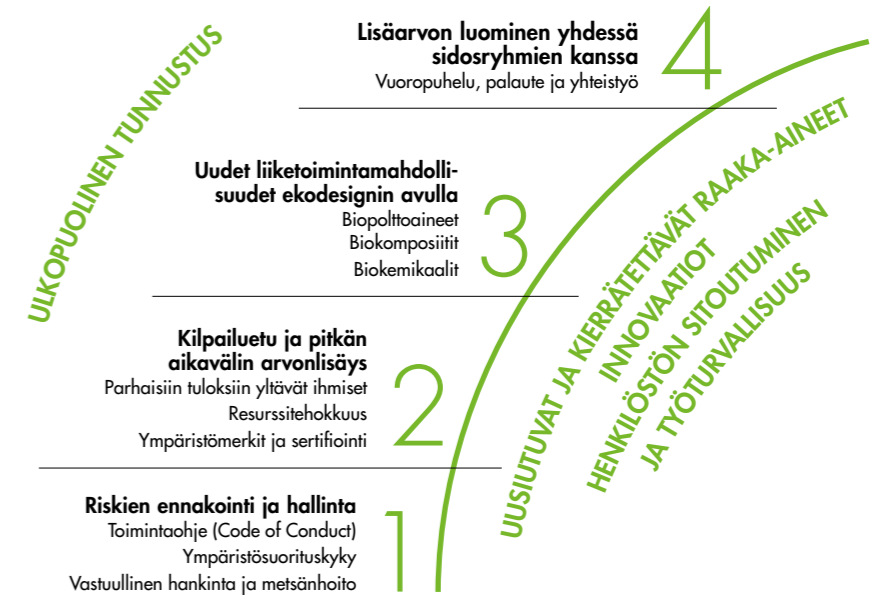 ULKOPUOLINEN TUNNUSTUS
Lisäarvon luominen yhdessä
sidosryhmien kanssa
Vuoropuhelu, palaute ja yhteistyö
4
Uudet liiketoimintamahdolli-
suudet ekodesignin avulla
Biopolttoaineet
Biokomposiitit
Biokemikaalit
3
Kilpailuetu ja pitkän
aikavälin arvonlisäys
Parhaisiin tuloksiin yltävät ihmiset
Resurssitehokkuus
Ympäristömerkit ja sertifiointi
2
Riskien ennakointi ja hallinta
Toimintaohje (Code of Conduct)
Ympäristösuorituskyky
Vastuullinen hankinta ja metsänhoito
1
UUSIUTUVAT JA KIERRÄTETTÄVÄT RAAKA-AINEET
INNOVAATIOT
HENKILÖSTÖN SITOUTUMINEN
JA TYÖTURVALLISUUS